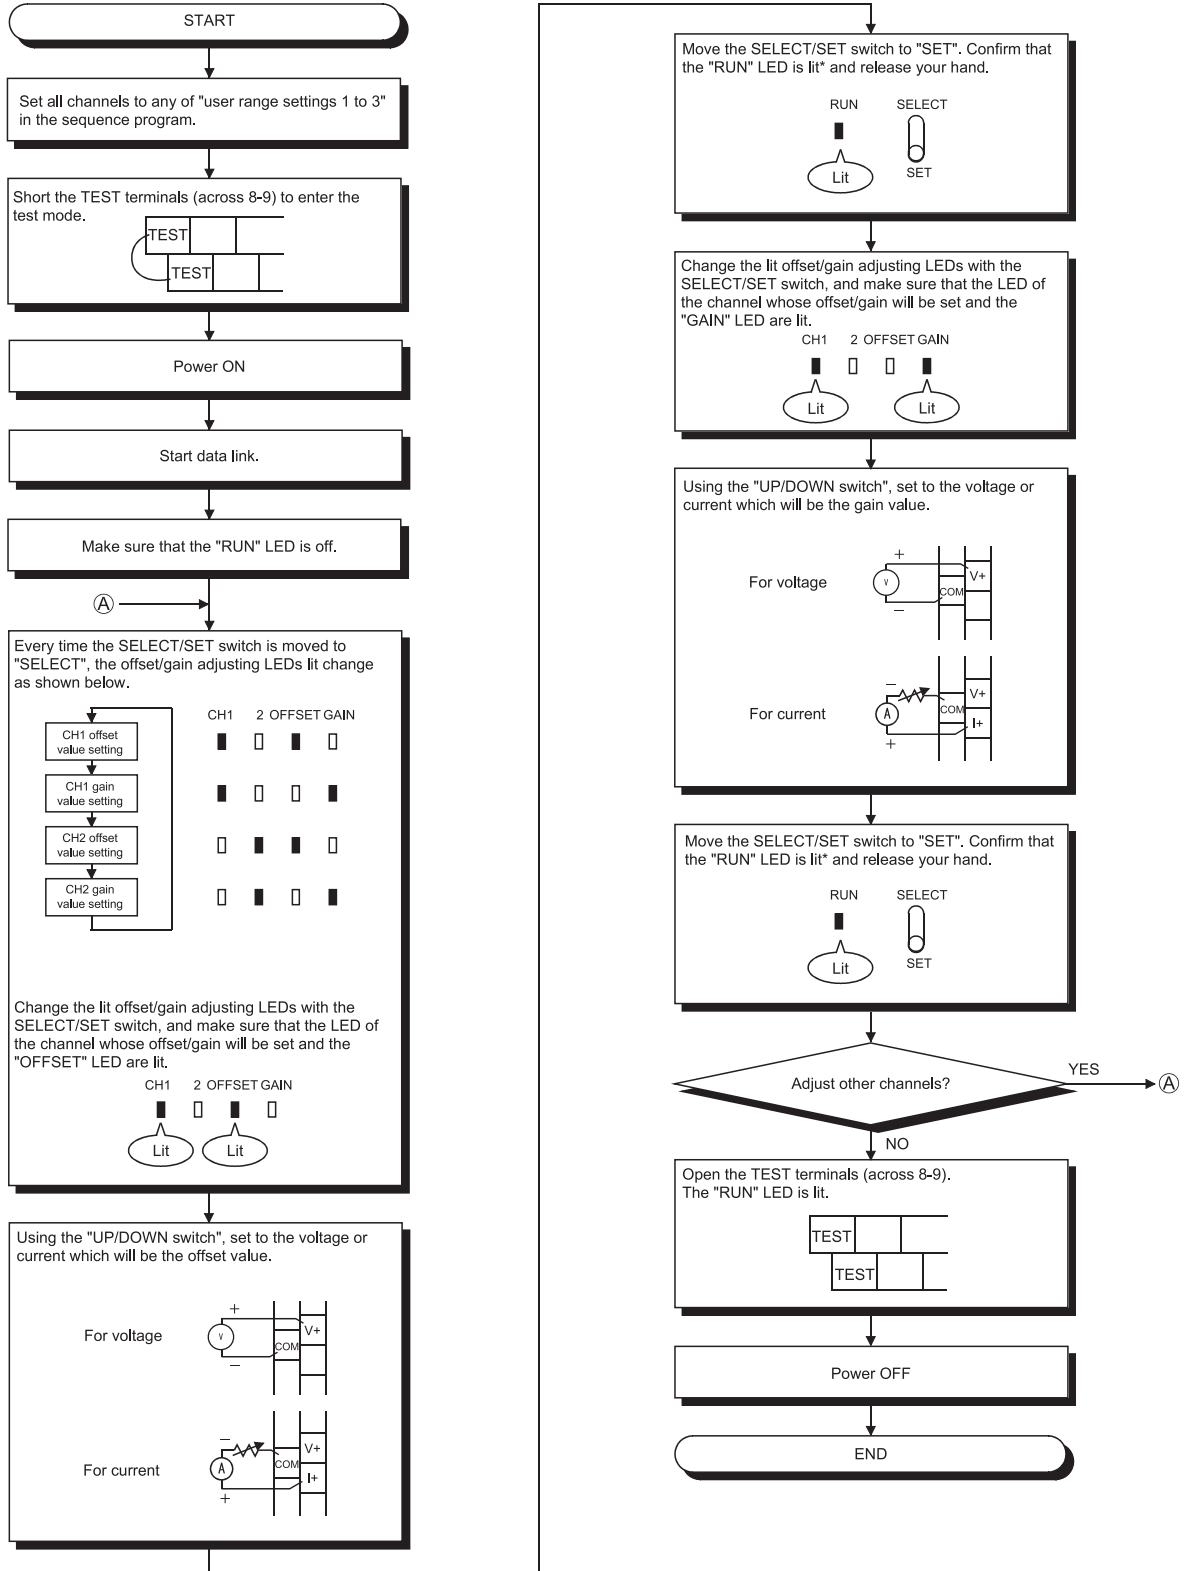 START
Set all channels to any of "user range settings 1 to 3"
in the sequence program.
Short the TEST terminals (across 8-9) to enter the
test mode.
TEST
TEST
Power ON
Start data link.
Make sure that the "RUN" LED is off.
A
Every time the SELECT/SET switch is moved to
"SELECT", the offset/gain adjusting LEDs lit change
as shown below.
CH1 2 OFFSET GAIN
CH1 offset
value setting
CH1 gain
value setting
CH2 offset
value setting
CH2 gain
value setting
Change the lit offset/gain adjusting LEDs with the
SELECT/SET switch, and make sure that the LED of
the channel whose offset/gain will be set and the
"OFFSET" LED are lit.
CH1 2 OFFSET GAIN
Lit Lit
Using the "UP/DOWN switch", set to the voltage or
current which will be the offset value.
For voltage
+
V
−
V+
COM
For current
−
A
+
V+
COM
I+
Move the SELECT/SET switch to "SET". Confirm that
the "RUN" LED is lit* and release your hand.
RUN SELECT
Lit
SET
Change the lit offset/gain adjusting LEDs with the
SELECT/SET switch, and make sure that the LED of
the channel whose offset/gain will be set and the
"GAIN" LED are lit.
CH1 2 OFFSET GAIN
Lit Lit
Using the "UP/DOWN switch", set to the voltage or
current which will be the gain value.
For voltage
+
V
−
V+
COM
For current
−
A
+
V+
COM
I+
Move the SELECT/SET switch to "SET". Confirm that
the "RUN" LED is lit* and release your hand.
RUN SELECT
Lit
SET
Adjust other channels?
YES
A
NO
Open the TEST terminals (across 8-9).
The "RUN" LED is lit.
TEST
TEST
Power OFF
END